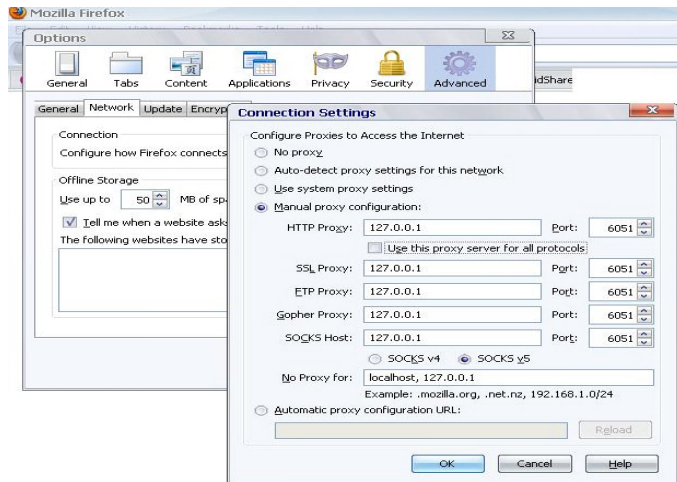 Mozilla Firefox
Options
General Tabs Content Applications Privacy Security Advanced
idShare
General Network Update Encryp
Connection
Configure how Firefox connects
Offline Storage
Use up to 50 MB of sp
Tell me when a website ask
The following websites have sto
Connection Settings
Configure Proxies to Access the Internet
No proxy
Auto-detect proxy settings for this network
Use system proxy settings
Manual proxy configuration:
HTTP Proxy: 127.0.0.1 Port: 6051
Use this proxy server for all protocols
SSL Proxy: 127.0.0.1 Port: 6051
FTP Proxy: 127.0.0.1 Port: 6051
Gopher Proxy: 127.0.0.1 Port: 6051
SOCKS Host: 127.0.0.1 Port: 6051
SOCKS v4 SOCKS v5
No Proxy for: localhost, 127.0.0.1
Example: .mozilla.org, .net.nz, 192.168.1.0/24
Automatic proxy configuration URL:
Reload
OK Cancel Help